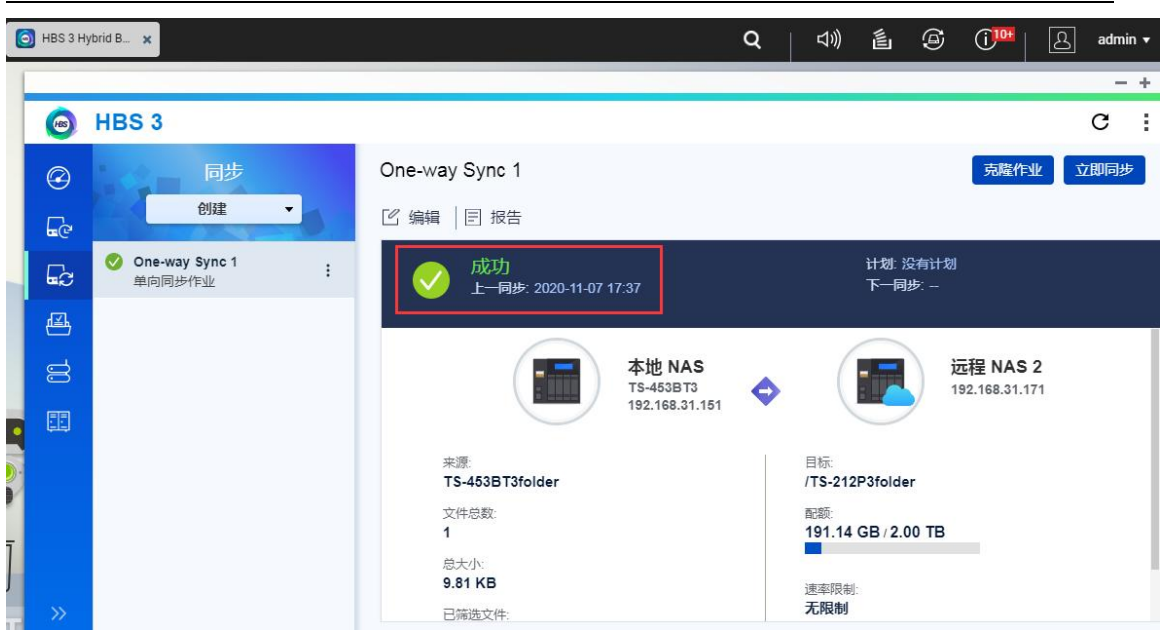 HBS 3 Hybrid B...
10+
admin
HBS
HBS 3
同步
创建
One-way Sync 1
单向同步作业
One-way Sync 1
克隆作业
立即同步
编辑
报告
成功
上一同步: 2020-11-07 17:37
计划: 没有计划
下一同步: --
本地 NAS
TS-453BT3
192.168.31.151
远程 NAS 2
192.168.31.171
来源:
TS-453BT3folder
文件总数:
1
总大小:
9.81 KB
已筛选文件:
目标:
/TS-212P3folder
配额:
191.14 GB / 2.00 TB
速率限制:
无限制